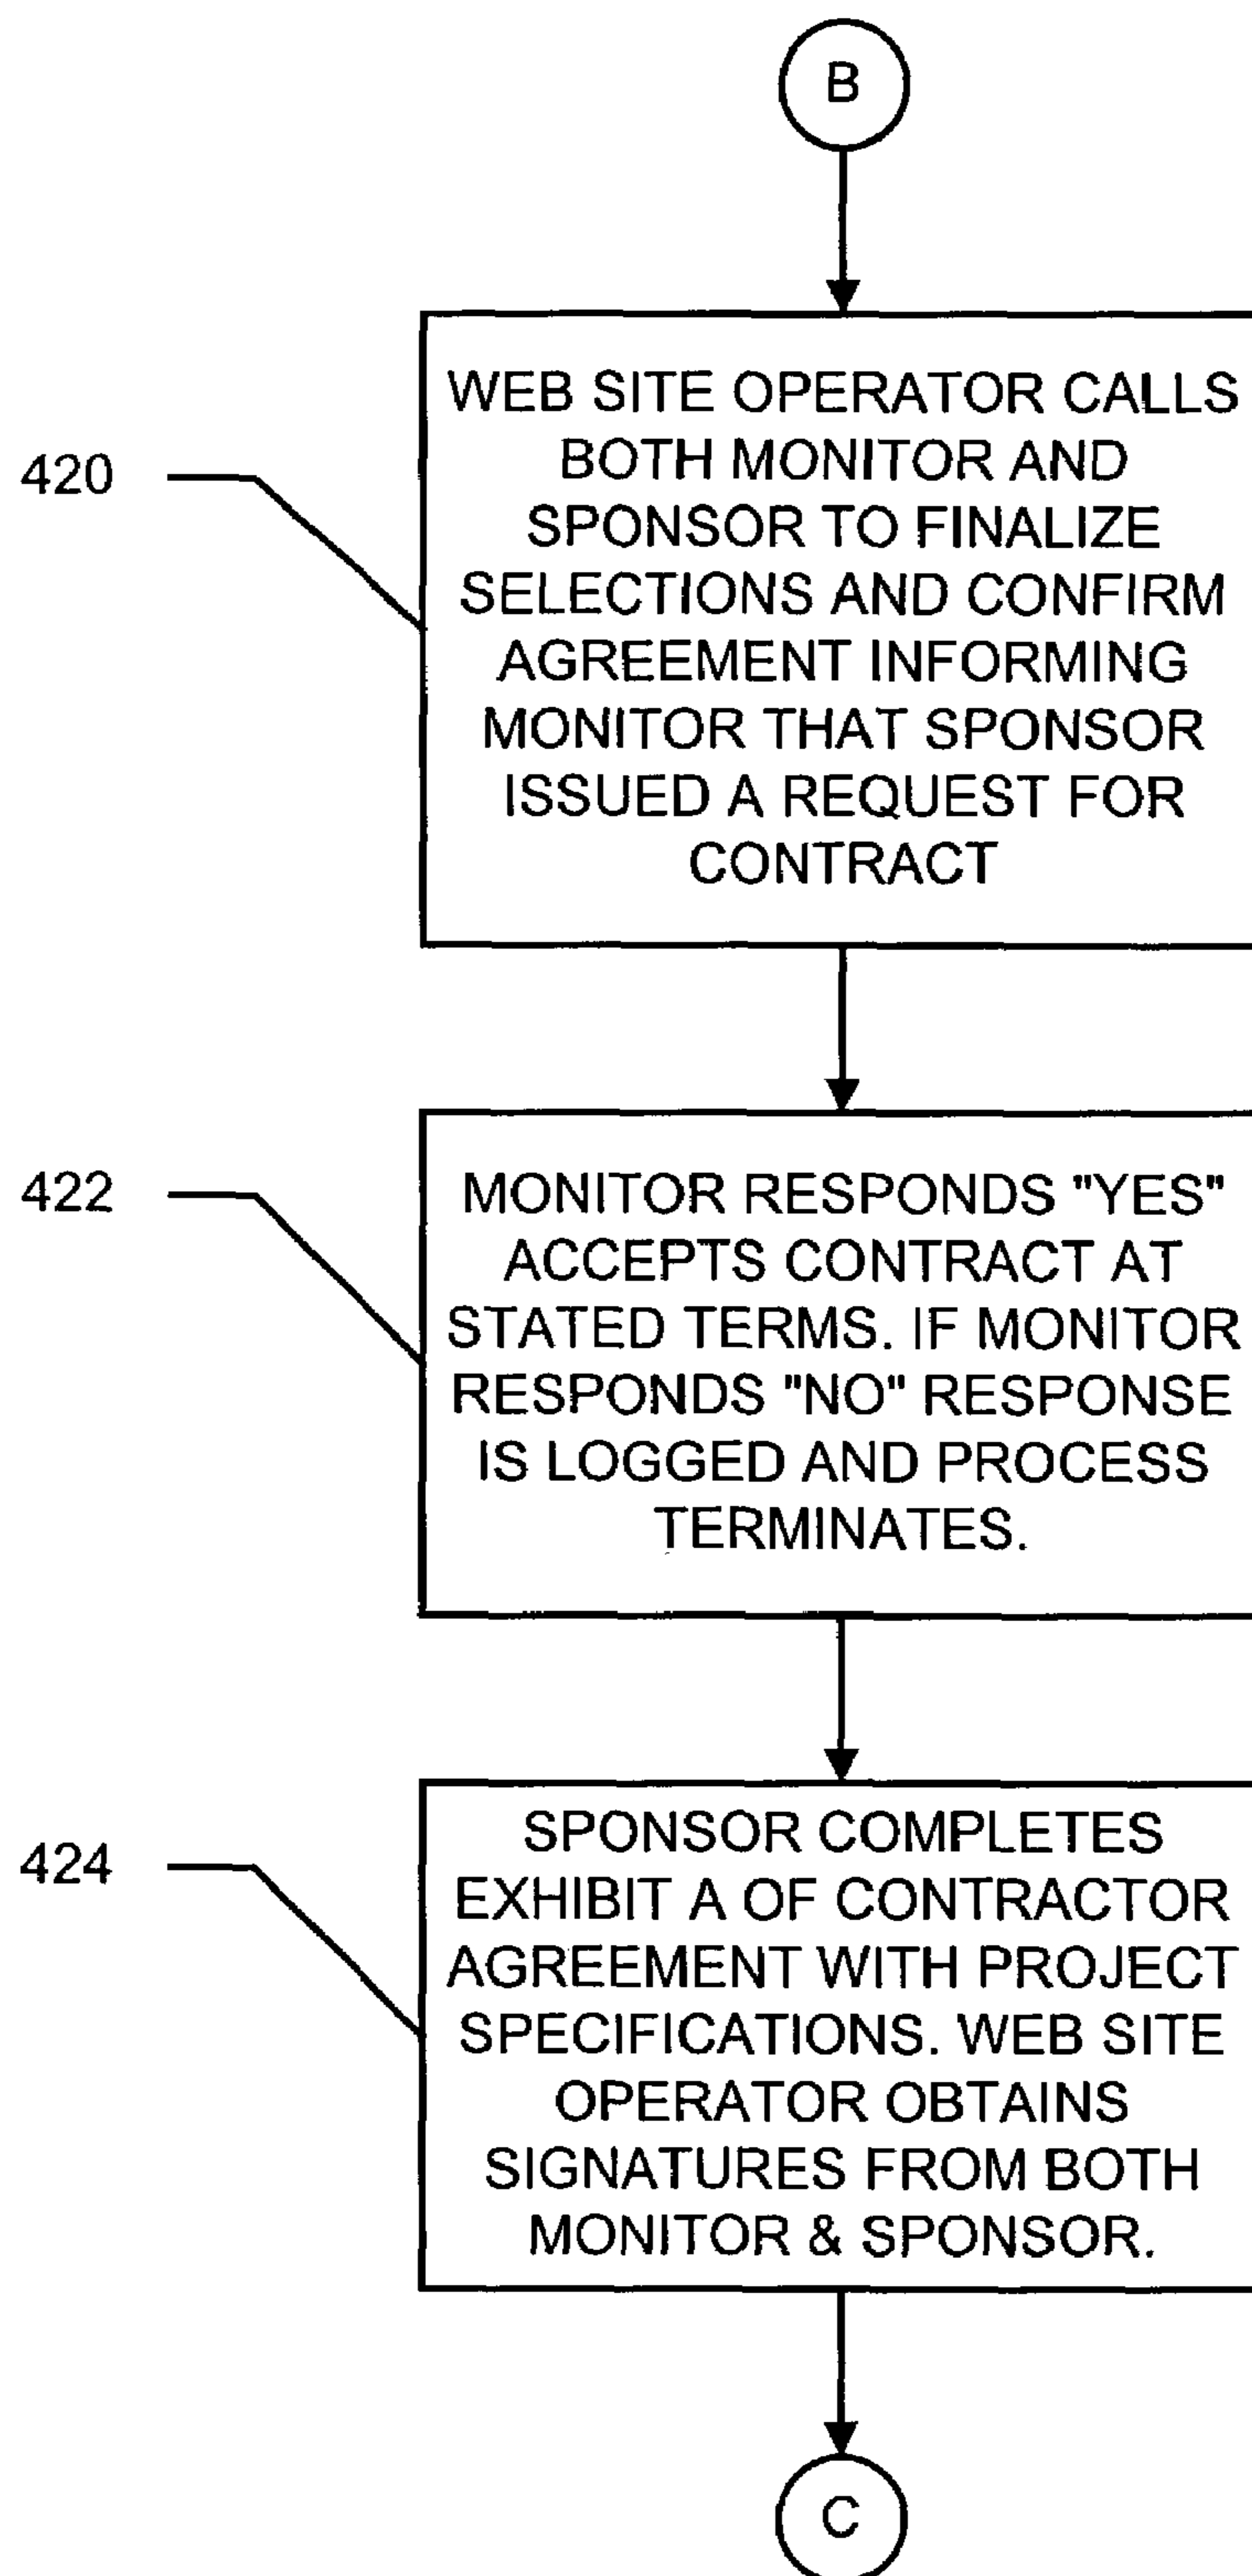 B
420
WEB SITE OPERATOR CALLS
BOTH MONITOR AND
SPONSOR TO FINALIZE
SELECTIONS AND CONFIRM
AGREEMENT INFORMING
MONITOR THAT SPONSOR
ISSUED A REQUEST FOR
CONTRACT
422
MONITOR RESPONDS "YES"
ACCEPTS CONTRACT AT
STATED TERMS. IF MONITOR
RESPONDS "NO" RESPONSE
IS LOGGED AND PROCESS
TERMINATES.
424
SPONSOR COMPLETES
EXHIBIT A OF CONTRACTOR
AGREEMENT WITH PROJECT
SPECIFICATIONS. WEB SITE
OPERATOR OBTAINS
SIGNATURES FROM BOTH
MONITOR & SPONSOR.
C